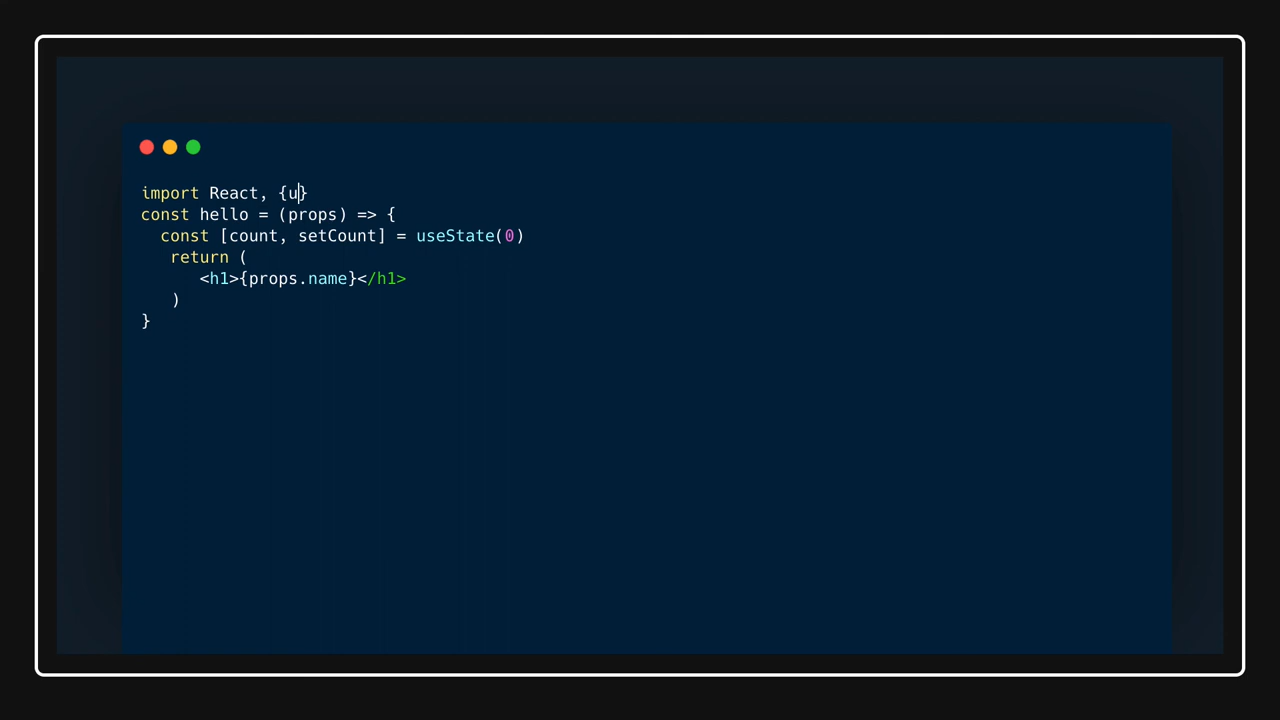 import React, {u}
const hello = (props) => {
  const [count, setCount] = useState(0)
   return (
      <h1>{props.name}</h1>
   )
}